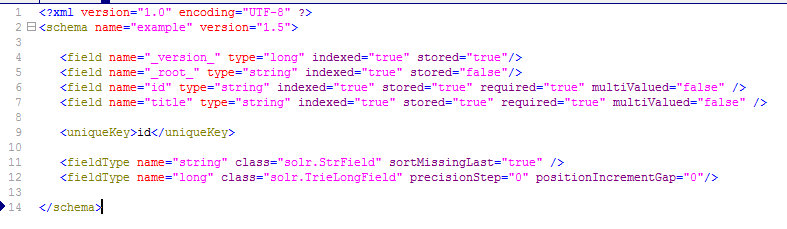 1 <?xml version="1.0" encoding="UTF-8" ?>
2 <schema name="example" version="1.5">
3
4 <field name="_version_" type="long" indexed="true" stored="true"/>
5 <field name="_root_" type="string" indexed="true" stored="false"/>
6 <field name="id" type="string" indexed="true" stored="true" required="true" multiValued="false" />
7 <field name="title" type="string" indexed="true" stored="true" required="true" multiValued="false" />
8
9 <uniqueKey>id</uniqueKey>
10
11 <fieldType name="string" class="solr.StrField" sortMissingLast="true" />
12 <fieldType name="long" class="solr.TrieLongField" precisionStep="0" positionIncrementGap="0"/>
13
14 </schema>